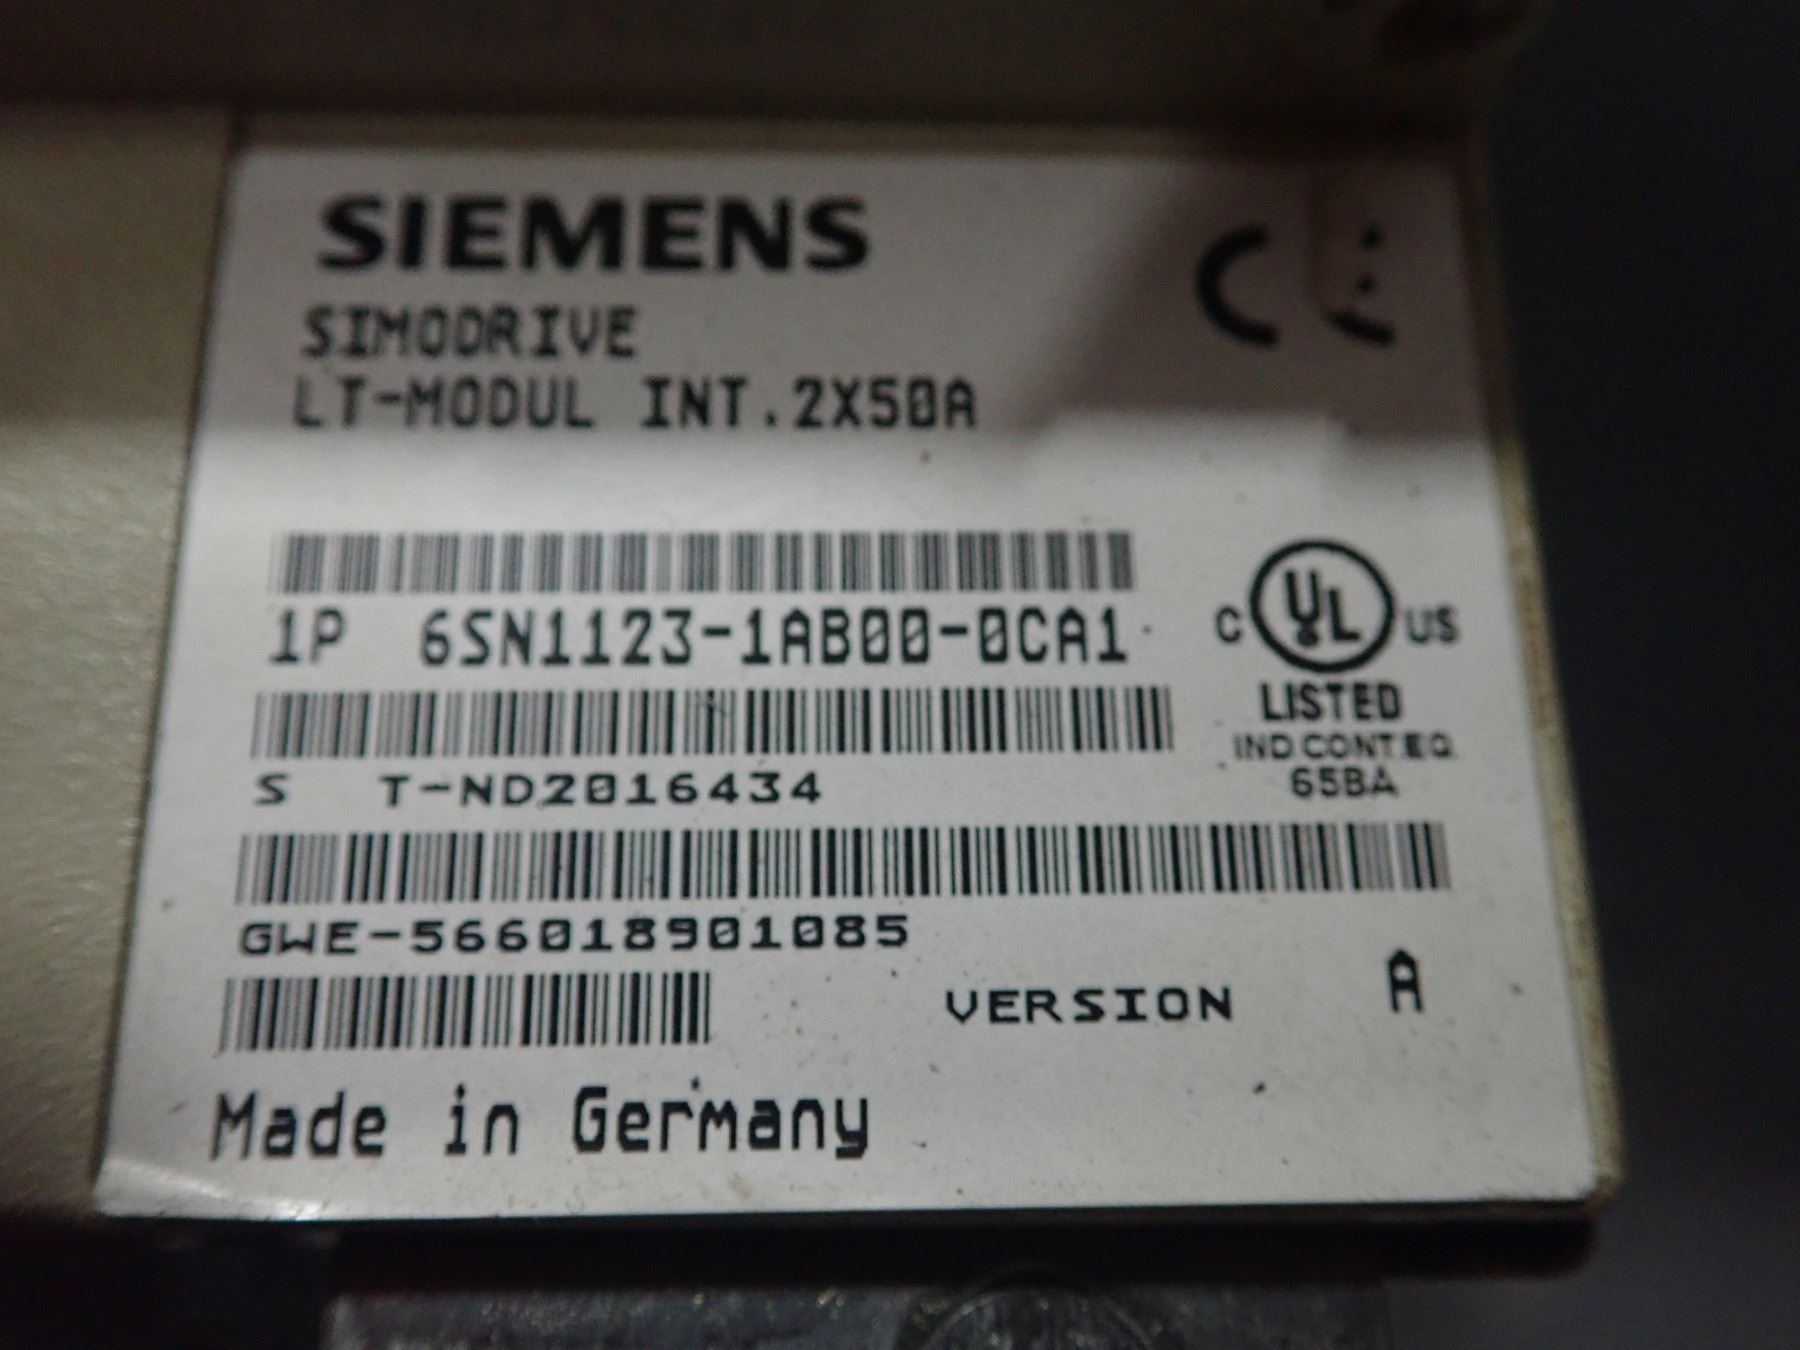 SIEMENS
CE
SIMODRIVE
LT-MODUL INT.2X50A
1P 6SN1123-1AB00-0CA1
C UL US
LISTED
IND.CONT.EQ.
65BA
S T-ND2016434
GWE-566018901085
VERSION A
Made in Germany